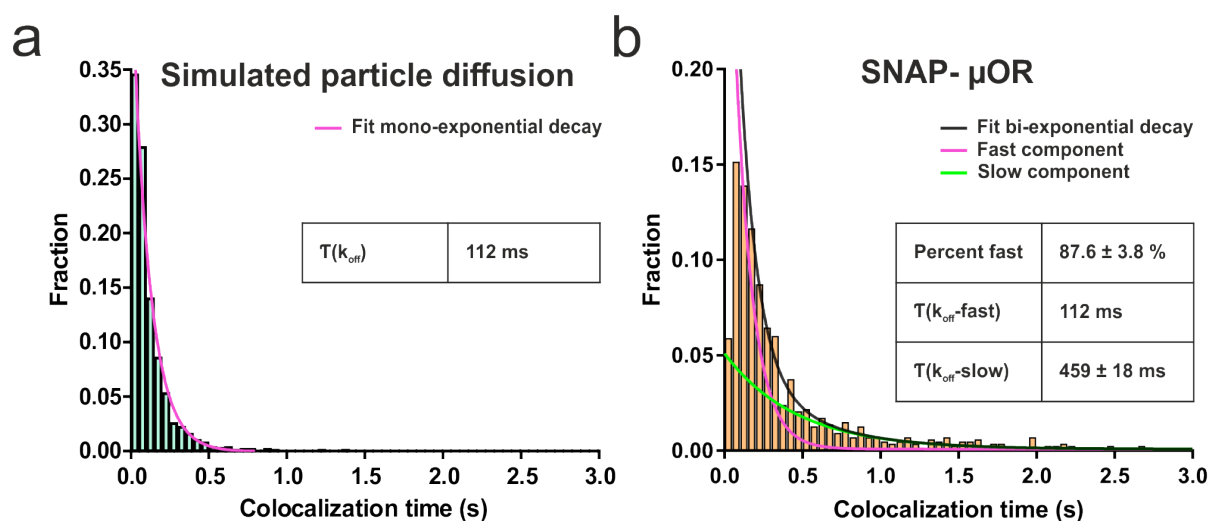 a
Simulated particle diffusion
Fit mono-exponential decay
Ƭ(koff) 112 ms
0.35
0.30
0.25
0.20
0.15
0.10
0.05
0.00
Fraction
0.0 0.5 1.0 1.5 2.0 2.5 3.0
Colocalization time (s)
b
SNAP- µOR
Fit bi-exponential decay
Fast component
Slow component
Percent fast 87.6 ± 3.8 %
Ƭ(koff-fast) 112 ms
Ƭ(koff-slow) 459 ± 18 ms
0.20
0.15
0.10
0.05
0.00
Fraction
0.0 0.5 1.0 1.5 2.0 2.5 3.0
Colocalization time (s)